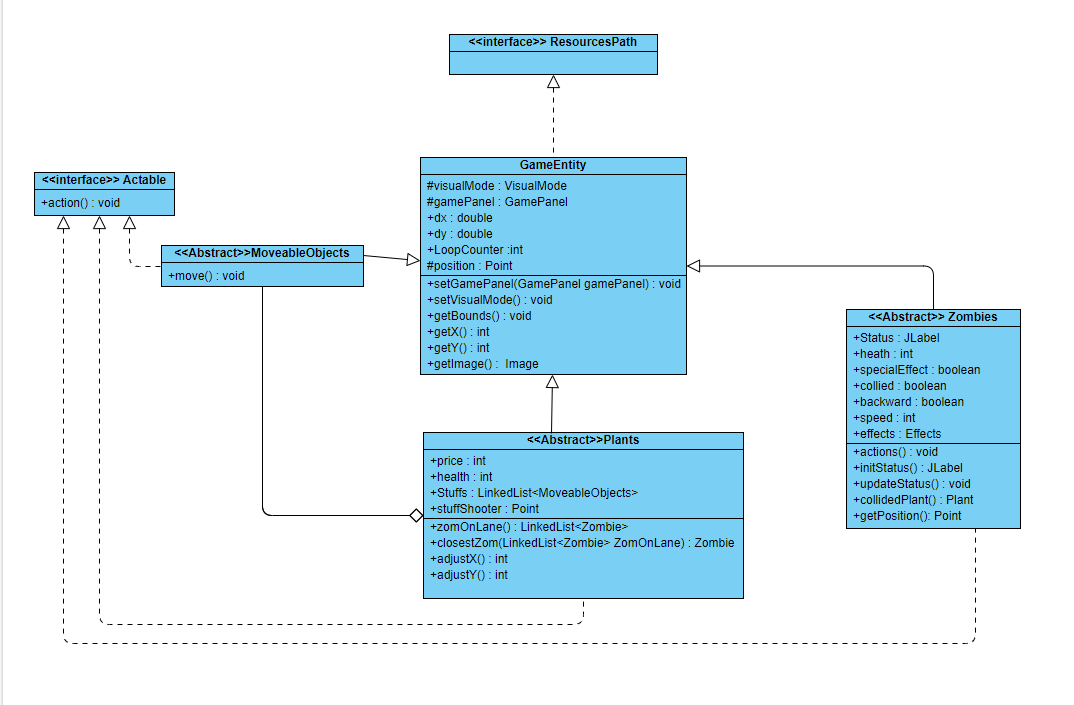 <<interface>> ResourcesPath
<<interface>> Actable
+action() : void
<<Abstract>>MoveableObjects
+move() : void
GameEntity
#visualMode : VisualMode
#gamePanel : GamePanel
+dx : double
+dy : double
+LoopCounter :int
#position : Point
+setGamePanel(GamePanel gamePanel) : void
+setVisualMode() : void
+getBounds() : void
+getX() : int
+getY() : int
+getImage() : Image
<<Abstract>> Zombies
+Status : JLabel
+heath : int
+specialEffect : boolean
+collied : boolean
+backward : boolean
+speed : int
+effects : Effects
+actions() : void
+initStatus() : JLabel
+updateStatus() : void
+collidedPlant() : Plant
+getPosition(): Point
<<Abstract>>Plants
+price : int
+health : int
+Stuffs : LinkedList<MoveableObjects>
+stuffShooter : Point
+zomOnLane() : LinkedList<Zombie>
+closestZom(LinkedList<Zombie> ZomOnLane) : Zombie
+adjustX() : int
+adjustY() : int